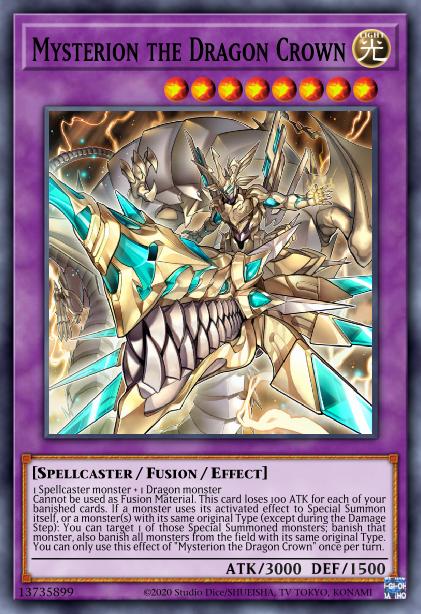 Mysterion the Dragon Crown
LIGHT
光
[Spellcaster / Fusion / Effect]
1 Spellcaster monster + 1 Dragon monster
Cannot be used as Fusion Material. This card loses 100 ATK for each of your
banished cards. If a monster uses its activated effect to Special Summon
itself, or a monster(s) with its same original Type (except during the Damage
Step): You can target 1 of those Special Summoned monsters; banish that
monster, also banish all monsters from the field with its same original Type.
You can only use this effect of "Mysterion the Dragon Crown" once per turn.
ATK/3000 DEF/1500
13735899 ©2020 Studio Dice/SHUEISHA, TV TOKYO, KONAMI